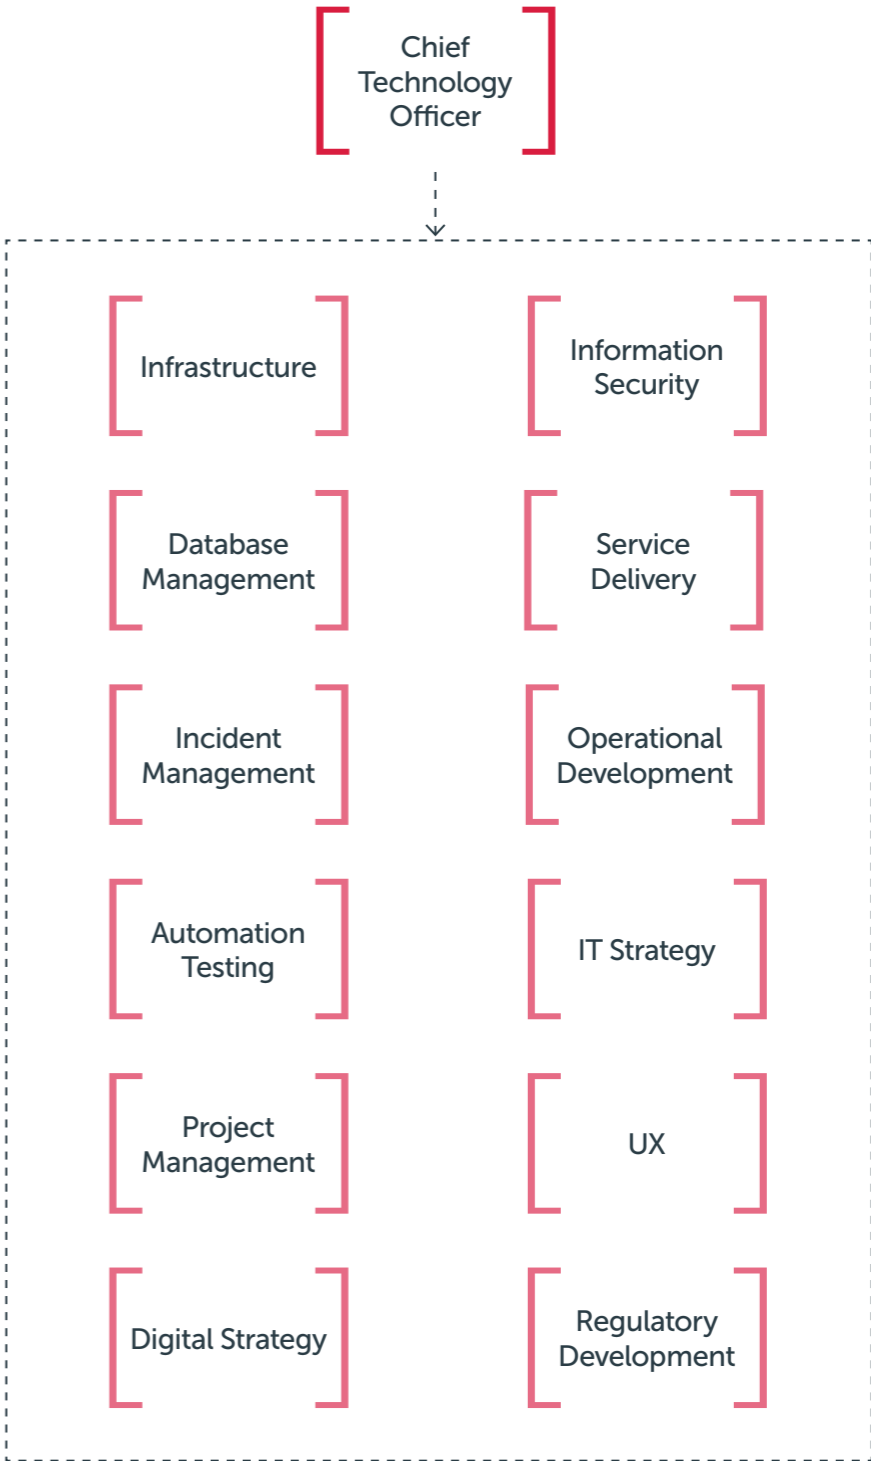 Chief
Technology
Officer
Infrastructure
Information
Security
Database
Management
Service
Delivery
Incident
Management
Operational
Development
Automation
Testing
IT Strategy
Project
Management
UX
Digital Strategy
Regulatory
Development